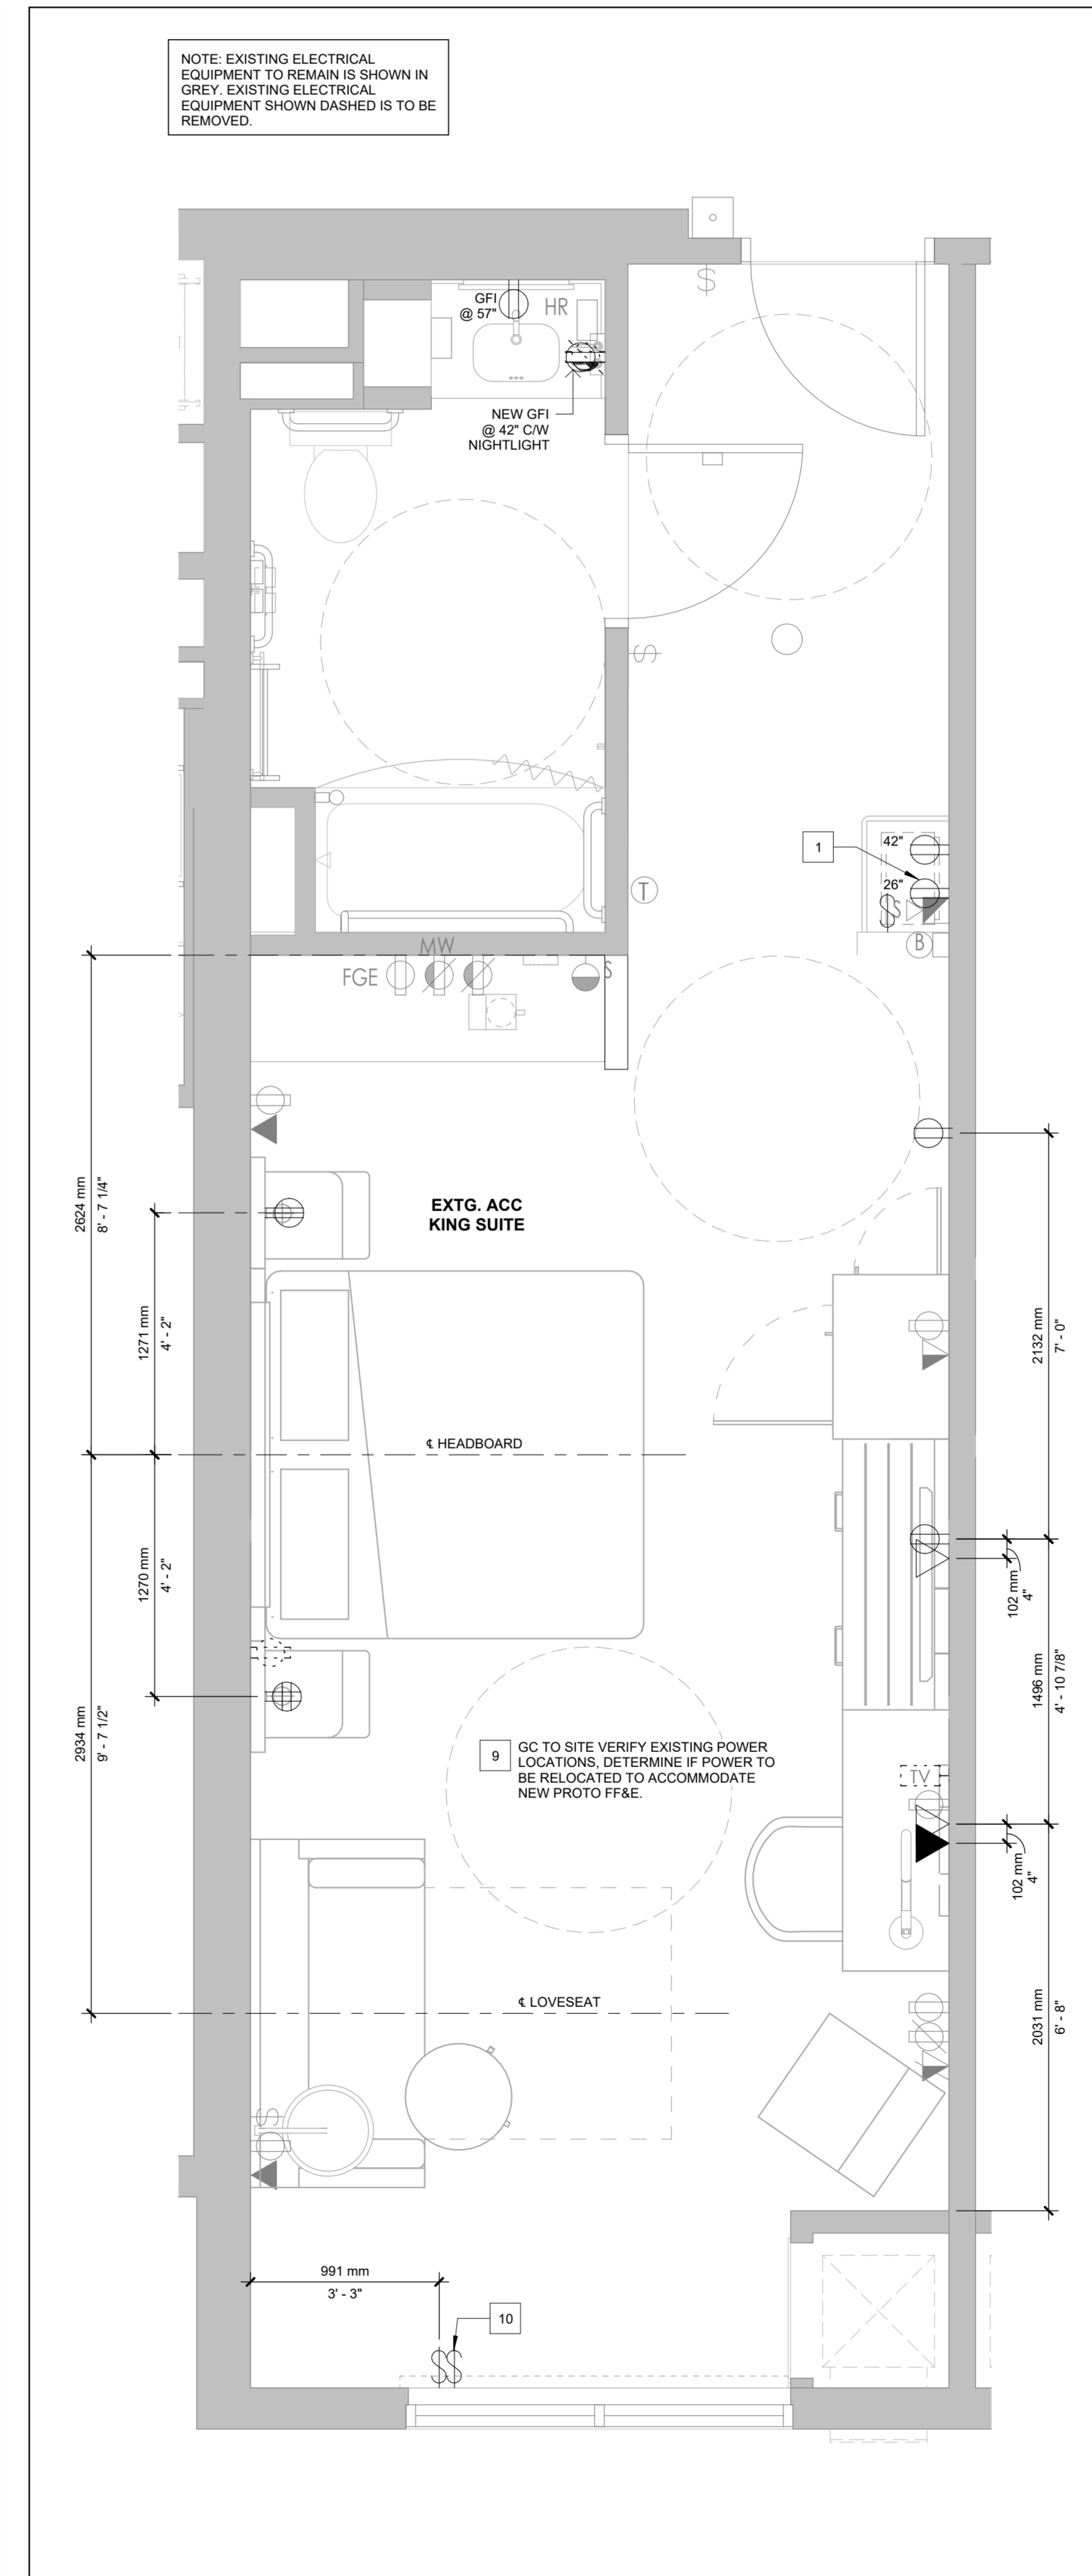 NOTE: EXISTING ELECTRICAL
EQUIPMENT TO REMAIN IS SHOWN IN
GREY. EXISTING ELECTRICAL
EQUIPMENT SHOWN DASHED IS TO BE
REMOVED.
$
GFI
@ 57"
HR
NEW GFI
@ 42" C/W
NIGHTLIGHT
$
1
42"
26"
$
S
T
B
MW
FGE
S
2624 mm
8' - 7 1/4"
EXTG. ACC
KING SUITE
1271 mm
4' - 2"
2132 mm
7' - 0"
℄ HEADBOARD
1270 mm
4' - 2"
102 mm
4"
2934 mm
9' - 7 1/2"
1496 mm
4' - 10 7/8"
9
GC TO SITE VERIFY EXISTING POWER
LOCATIONS, DETERMINE IF POWER TO
BE RELOCATED TO ACCOMMODATE
NEW PROTO FF&E.
TV
102 mm
4"
℄ LOVESEAT
2031 mm
6' - 8"
$
991 mm
3' - 3"
10
$$